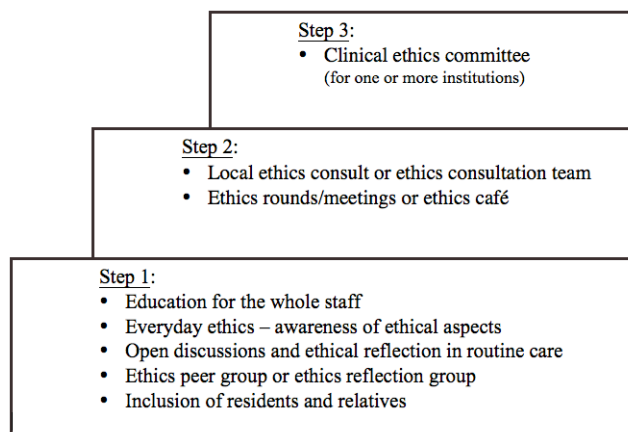 Step 3:
• Clinical ethics committee
(for one or more institutions)
Step 2:
• Local ethics consult or ethics consultation team
• Ethics rounds/meetings or ethics café
Step 1:
• Education for the whole staff
• Everyday ethics – awareness of ethical aspects
• Open discussions and ethical reflection in routine care
• Ethics peer group or ethics reflection group
• Inclusion of residents and relatives